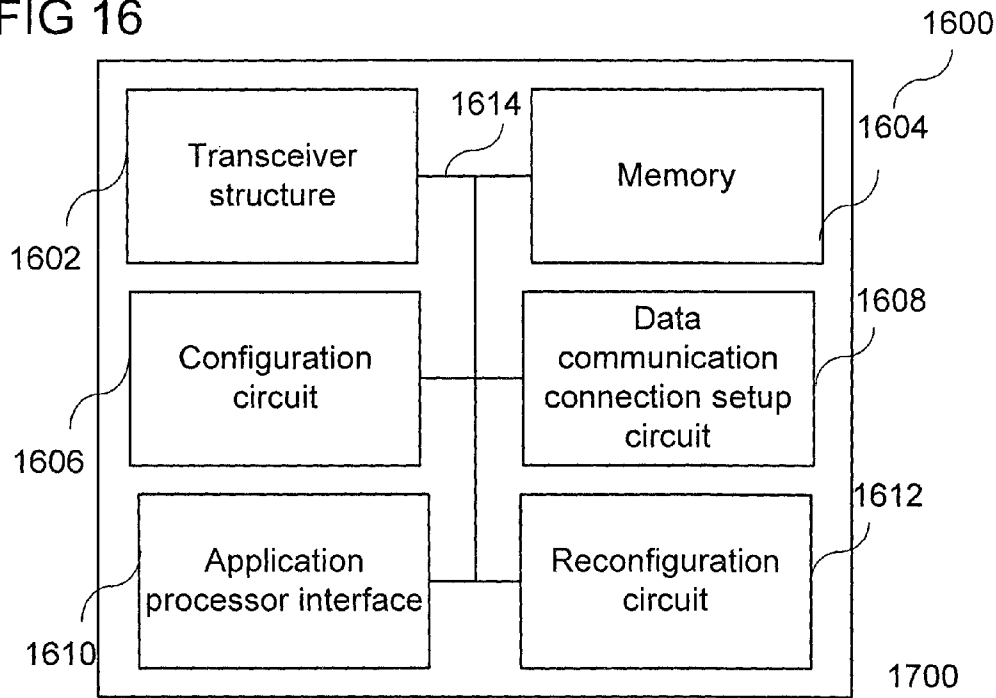 FIG 16
1600
Transceiver
structure
1614
Memory
1604
1602
Configuration
circuit
Data
communication
connection setup
circuit
1608
1606
Application
processor interface
Reconfiguration
circuit
1612
1610
1700